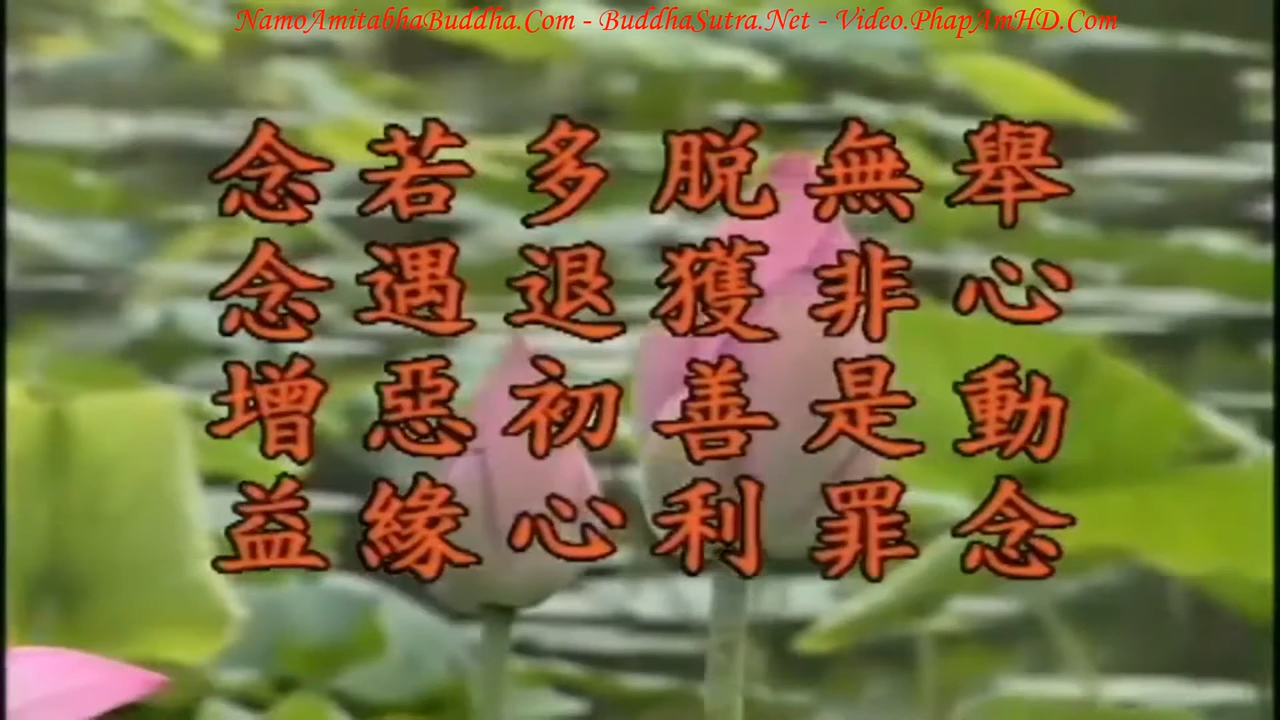 NamoAmitabhaBuddha.Com - BuddhaSutra.Net - Video.PhapAmHD.Com
舉心動念
無非是罪
脱獲善利
多退初心
若遇惡緣
念念增益